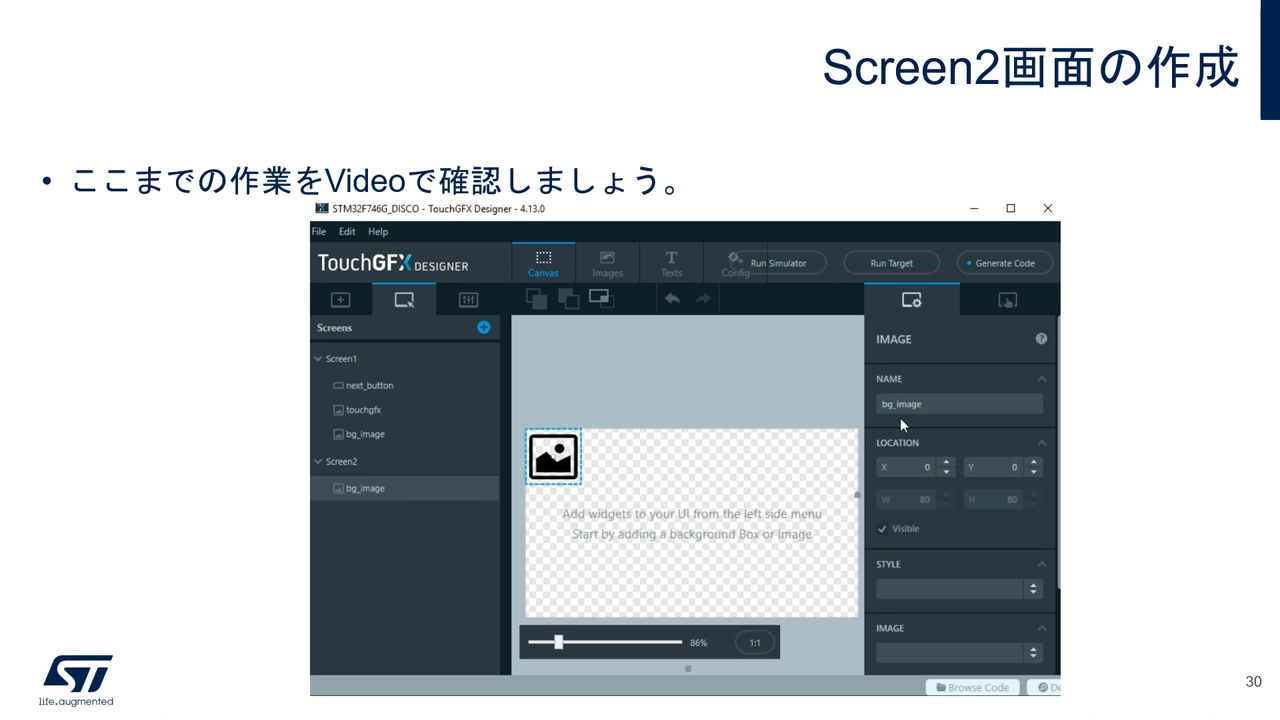 Screen2画面の作成
• ここまでの作業をVideoで確認しましょう。
STM32F746G_DISCO - TouchGFX Designer - 4.13.0
File Edit Help
TouchGFX DESIGNER
Canvas
Images
Texts
Config
Run Simulator
Run Target
Generate Code
Screens
Screen1
next_button
touchgfx
bg_image
Screen2
bg_image
Add widgets to your UI from the left side menu
Start by adding a background Box or Image
86%
1:1
IMAGE
NAME
bg_image
LOCATION
X 0 Y 0
W 80 H 80
Visible
STYLE
IMAGE
Browse Code
De
ST
life.augmented
30